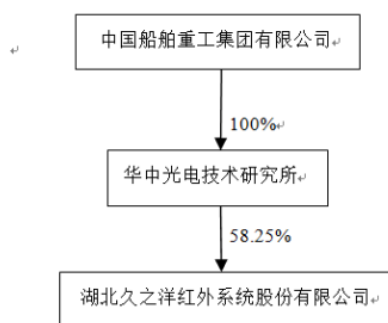 中国船舶重工集团有限公司
100%
华中光电技术研究所
58.25%
湖北久之洋红外系统股份有限公司